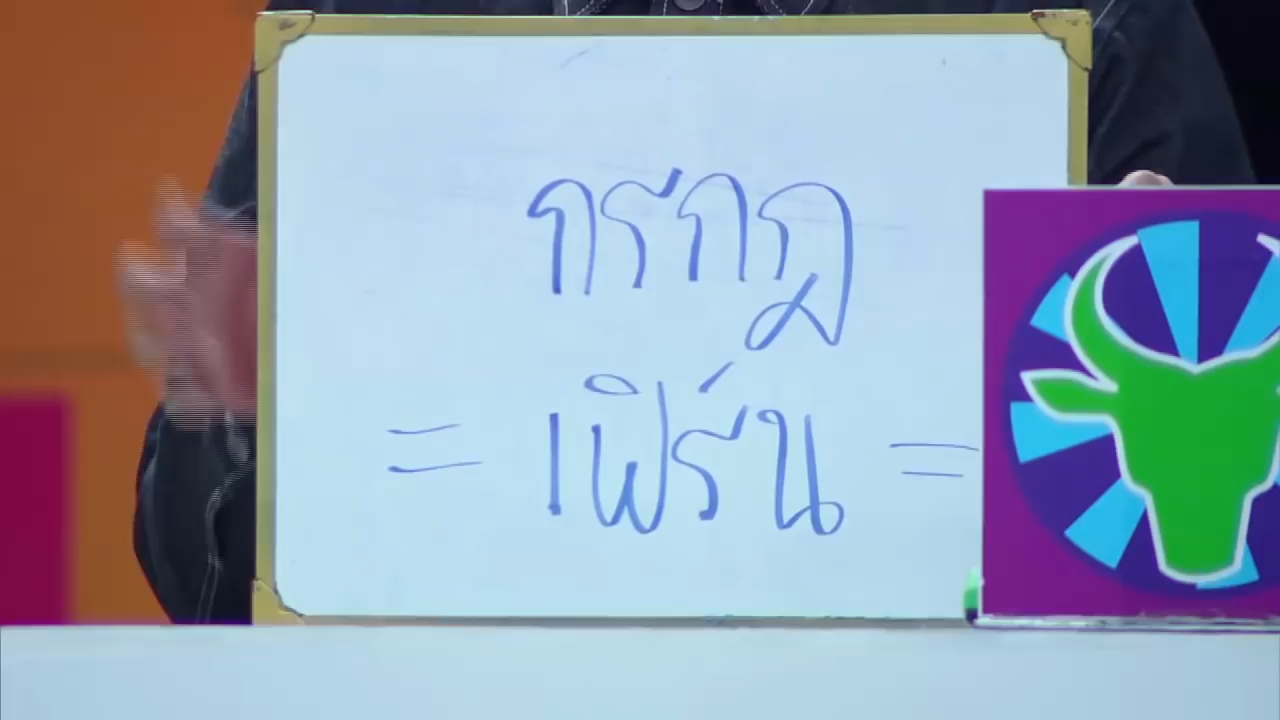 กรกฎ
= เฟิร์น =